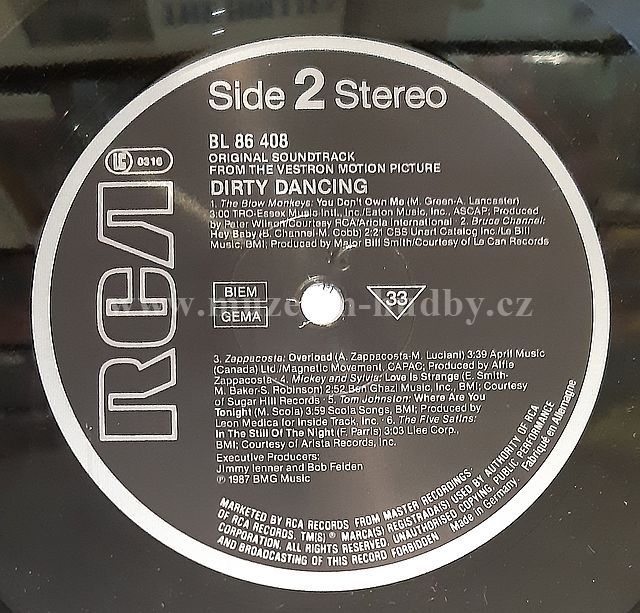 Side 2 Stereo
BL 86 408
ORIGINAL SOUNDTRACK
FROM THE VESTRON MOTION PICTURE
DIRTY DANCING
LC 0316
RCA
1. The Blow Monkeys: You Don't Own Me (M. Green-A. Lancaster)
3:00 TRO-Essex Music Intl., Inc./Eaton Music, Inc., ASCAP; Produced
by Peter Wilson/Courtesy RCA/Ariola International · 2. Bruce Channel:
Hey Baby (B. Channel-M. Cobb) 2:21 CBS Unart Catalog Inc/Le Bill
Music, BMI; Produced by Major Bill Smith/Courtesy of Le Cam Records
BIEM
GEMA
33
www.muzeum-hudby.cz
3. Zappacosta: Overload (A. Zappacosta-M. Luciani) 3:39 April Music
(Canada) Ltd./Magnetic Movement, CAPAC; Produced by Alfie
Zappacosta · 4. Mickey and Sylvia: Love Is Strange (E. Smith-
M. Baker-S. Robinson) 2:52 Ben Ghazi Music, Inc., BMI; Courtesy
of Sugar Hill Records · 5. Tom Johnston: Where Are You
Tonight (M. Scola) 3:59 Scola Songs, BMI; Produced by
Leon Medica for Inside Track, Inc. · 6. The Five Satins:
In The Still Of The Night (F. Parris) 3:03 Llee Corp.,
BMI; Courtesy of Arista Records, Inc.
Executive Producers:
Jimmy Ienner and Bob Feiden
℗ 1987 BMG Music
MARKETED BY RCA RECORDS FROM MASTER RECORDINGS
OF RCA RECORDS. TM(S) ® MARCA(S) REGISTRADA(S) USED BY AUTHORITY OF RCA
CORPORATION. ALL RIGHTS RESERVED. UNAUTHORISED COPYING, PUBLIC PERFORMANCE
AND BROADCASTING OF THIS RECORD FORBIDDEN
Made in Germany.
Fabriqué en Allemagne